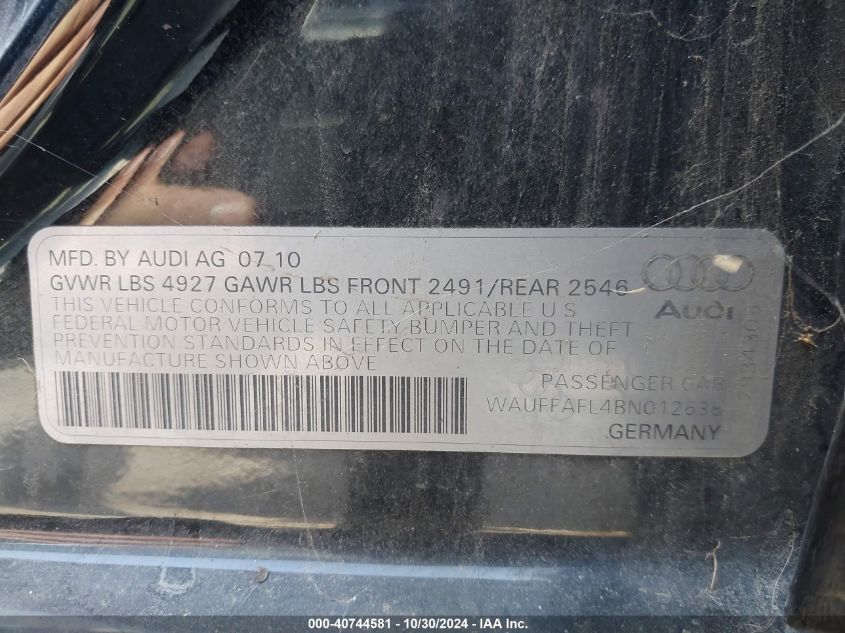 MFD. BY AUDI AG 07 10
GVWR LBS 4927 GAWR LBS FRONT 2491/REAR 2546
THIS VEHICLE CONFORMS TO ALL APPLICABLE U S
FEDERAL MOTOR VEHICLE SAFETY, BUMPER AND THEFT
PREVENTION STANDARDS IN EFFECT ON THE DATE OF
MANUFACTURE SHOWN ABOVE
Audi
PASSENGER CAR
WAUFFAFL4BN012638
GERMANY
000-40744581 - 10/30/2024 - IAA Inc.